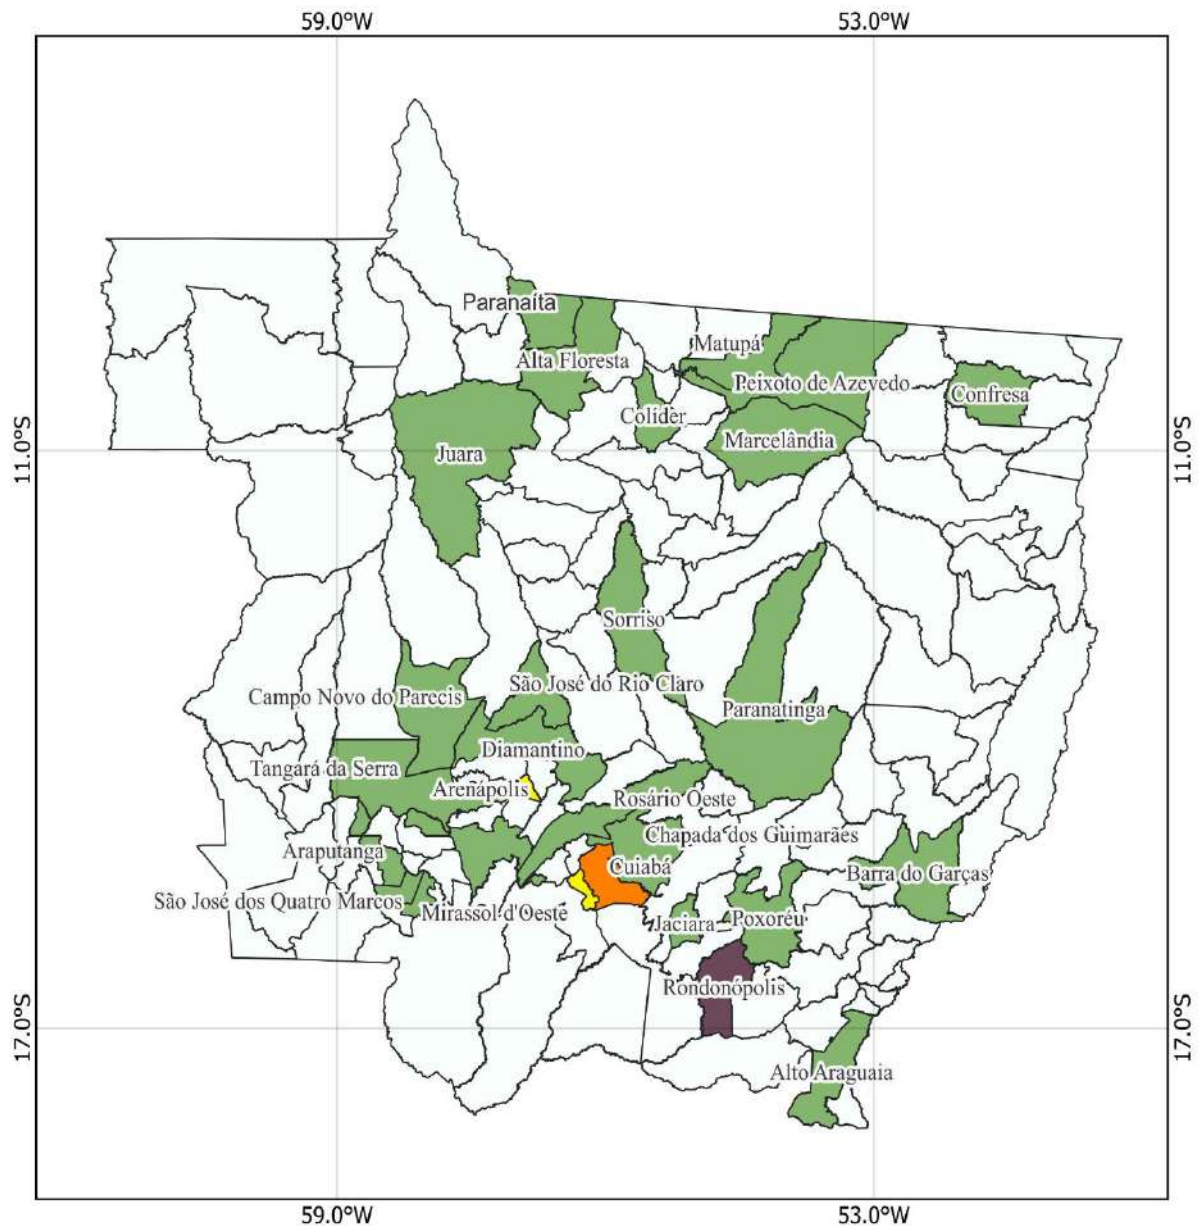 59.0°W
53.0°W
Paranaíta
Matupá
Alta Floresta
Peixoto de Azevedo
Confresa
Colíder
Marcelândia
11.0°S
Juara
11.0°S
Sorriso
São José do Rio Claro
Campo Novo do Parecis
Paranatinga
Diamantino
Tangará da Serra
Arenápolis
Rosário Oeste
Chapada dos Guimarães
Araputanga
Cuiabá
Barra do Garças
São José dos Quatro Marcos
Mirassol d'Oeste
Jaciara
Poxoréu
Rondonópolis
17.0°S
17.0°S
Alto Araguaia
59.0°W
53.0°W